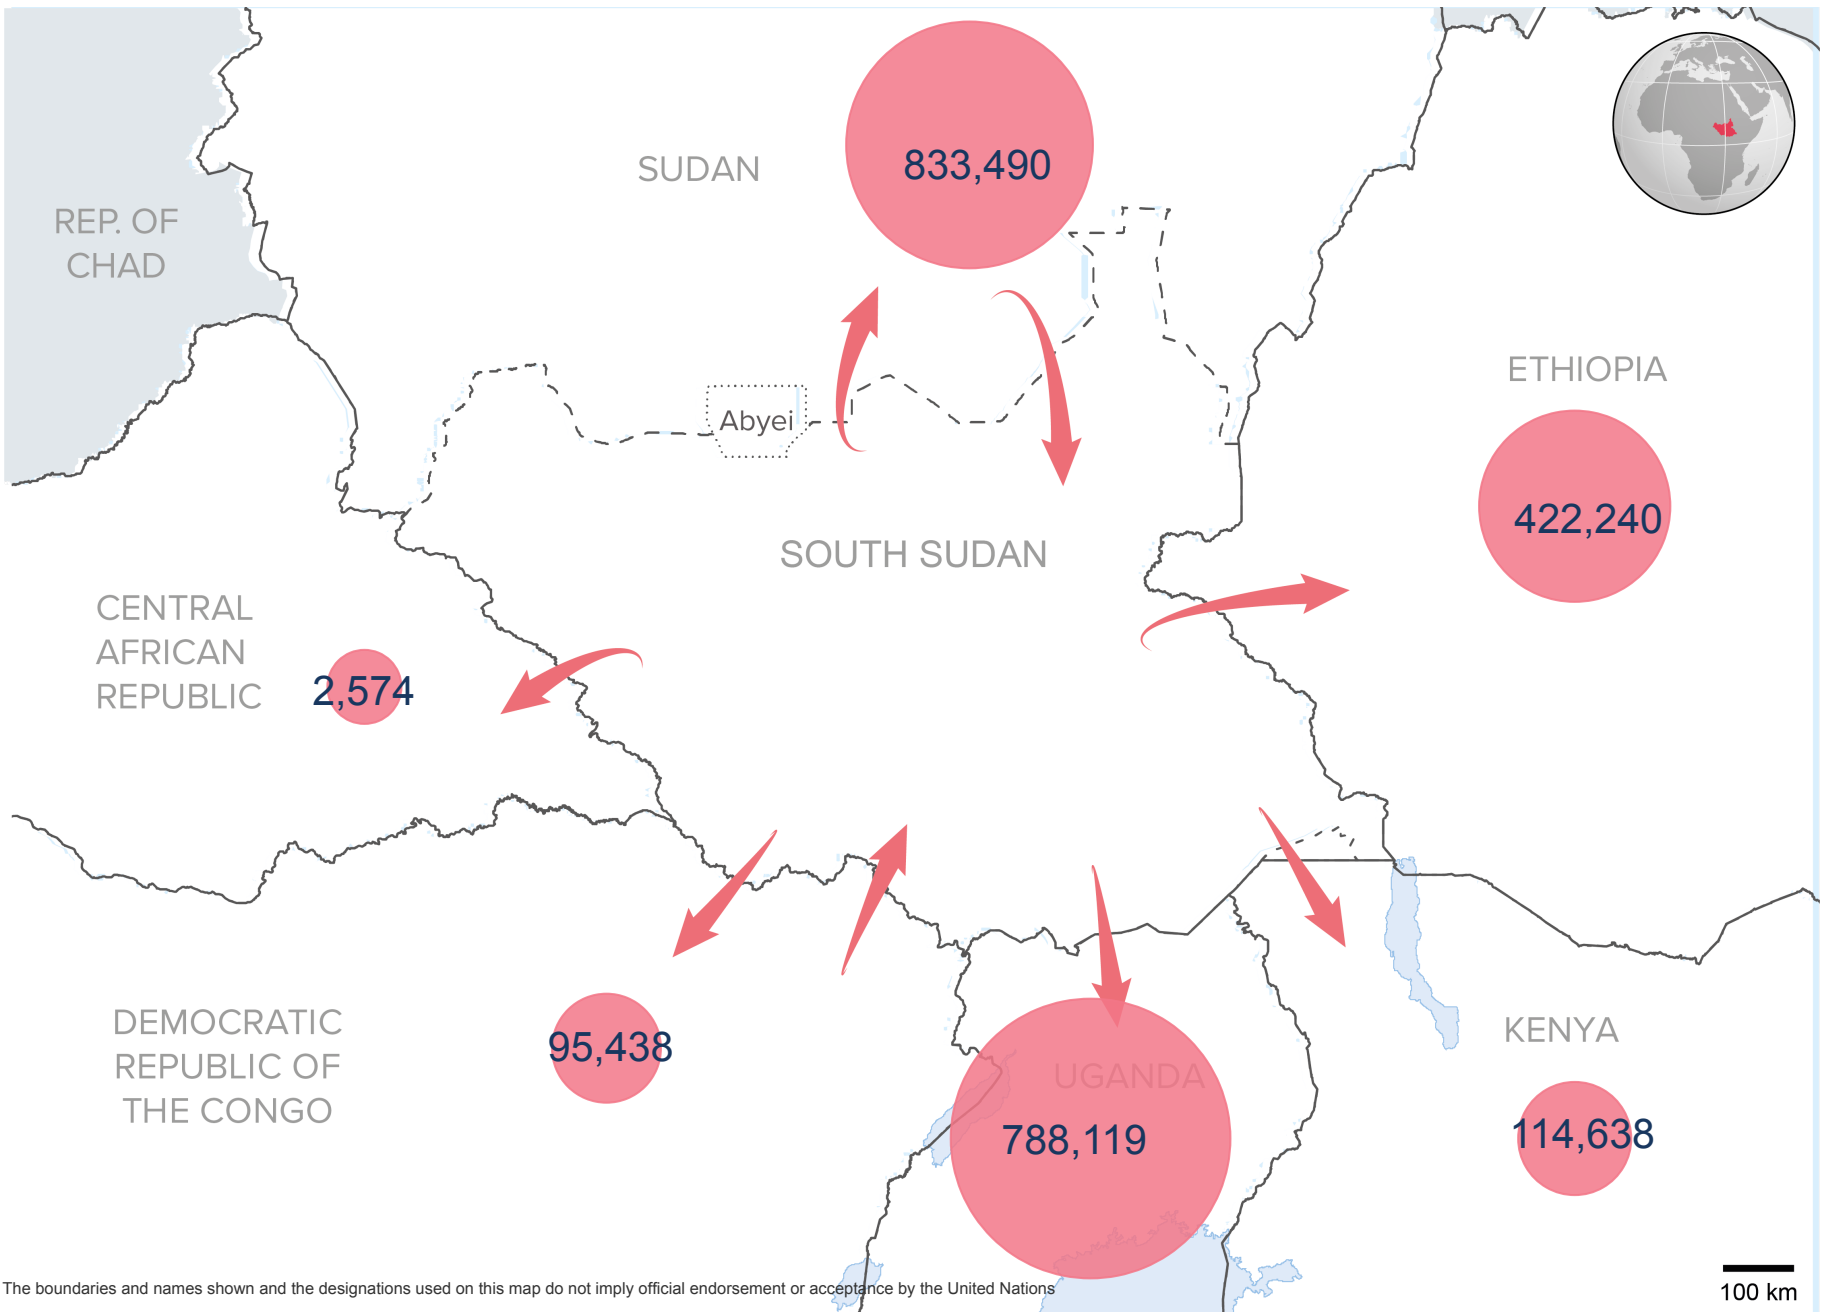 SUDAN
833,490
REP. OF
CHAD
ETHIOPIA
422,240
Abyei
SOUTH SUDAN
CENTRAL
AFRICAN
REPUBLIC
2,574
DEMOCRATIC
REPUBLIC OF
THE CONGO
95,438
UGANDA
788,119
KENYA
114,638
The boundaries and names shown and the designations used on this map do not imply official endorsement or acceptance by the United Nations
100 km